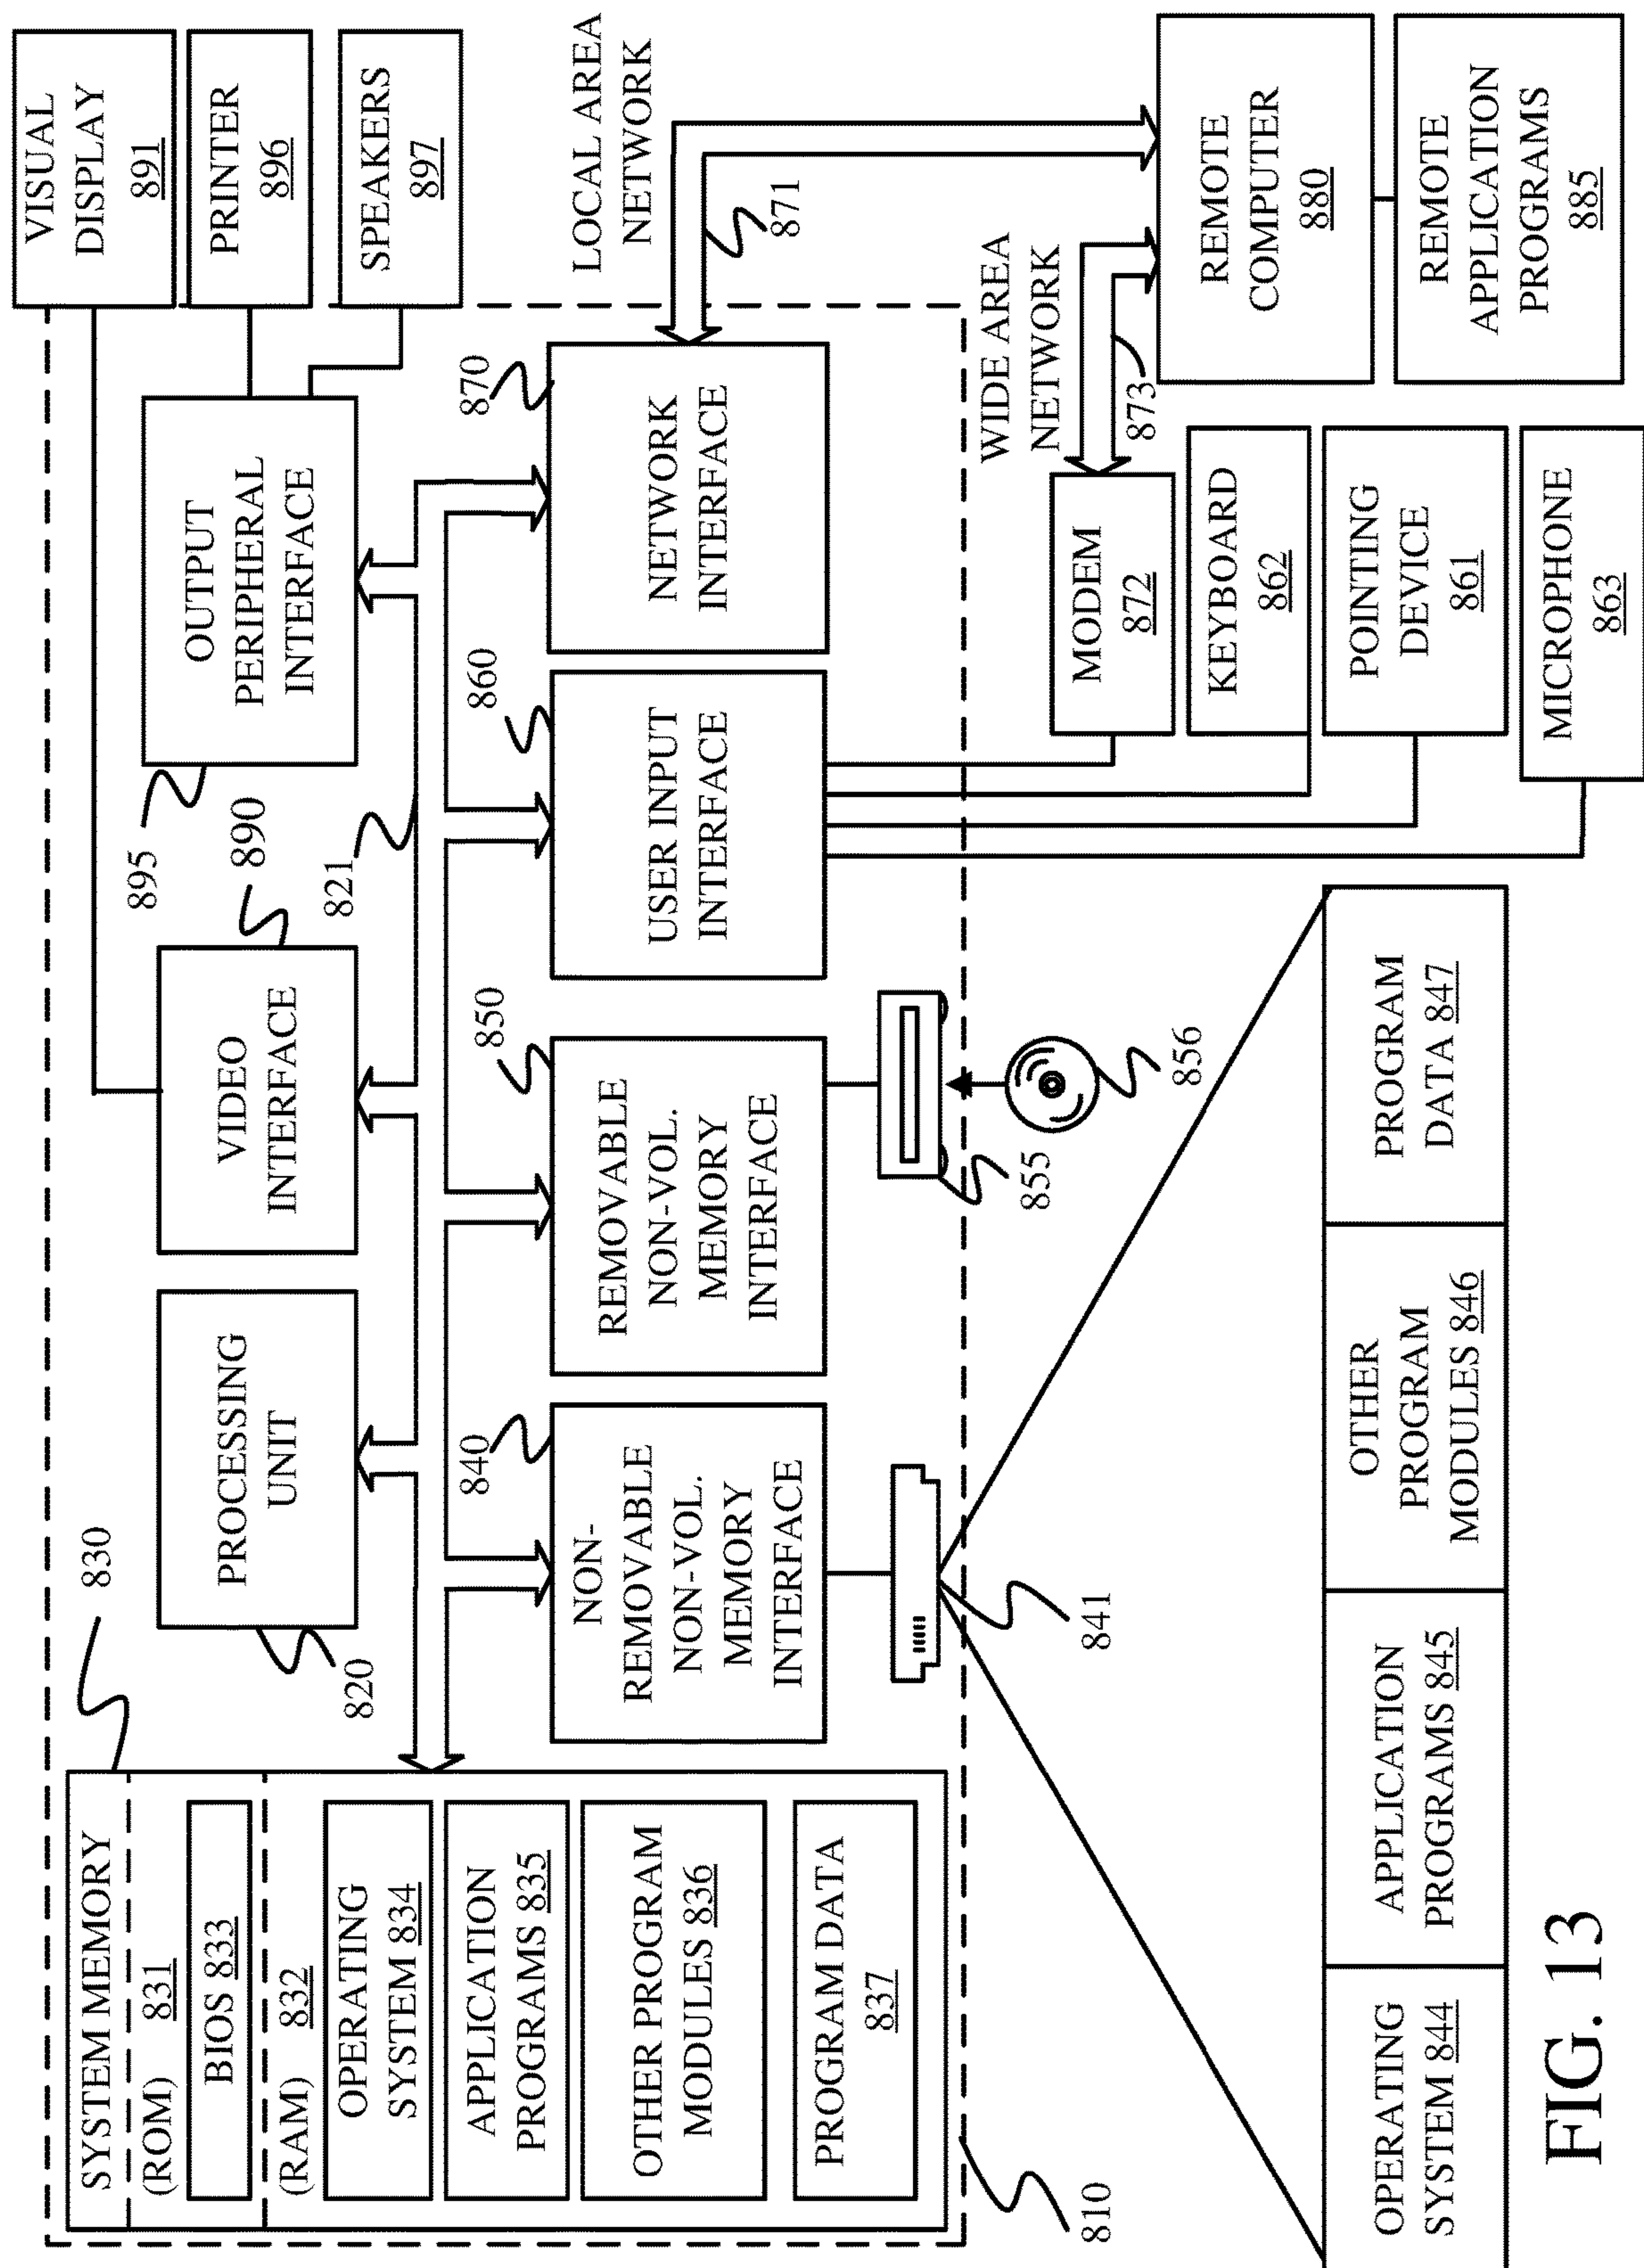 SYSTEM MEMORY
(ROM) 831
BIOS 833
(RAM) 832
OPERATING
SYSTEM 834
APPLICATION
PROGRAMS 835
OTHER PROGRAM
MODULES 836
PROGRAM DATA
837
810
830
PROCESSING
UNIT
820
VIDEO
INTERFACE
890
821
OUTPUT
PERIPHERAL
INTERFACE
895
VISUAL
DISPLAY
891
PRINTER
896
SPEAKERS
897
NON-
REMOVABLE
NON-VOL.
MEMORY
INTERFACE
840
841
REMOVABLE
NON-VOL.
MEMORY
INTERFACE
850
855
856
USER INPUT
INTERFACE
860
NETWORK
INTERFACE
870
LOCAL AREA
NETWORK
871
WIDE AREA
NETWORK
873
MODEM
872
KEYBOARD
862
POINTING
DEVICE
861
MICROPHONE
863
REMOTE
COMPUTER
880
REMOTE
APPLICATION
PROGRAMS
885
OPERATING
SYSTEM 844
APPLICATION
PROGRAMS 845
OTHER
PROGRAM
MODULES 846
PROGRAM
DATA 847
FIG. 13